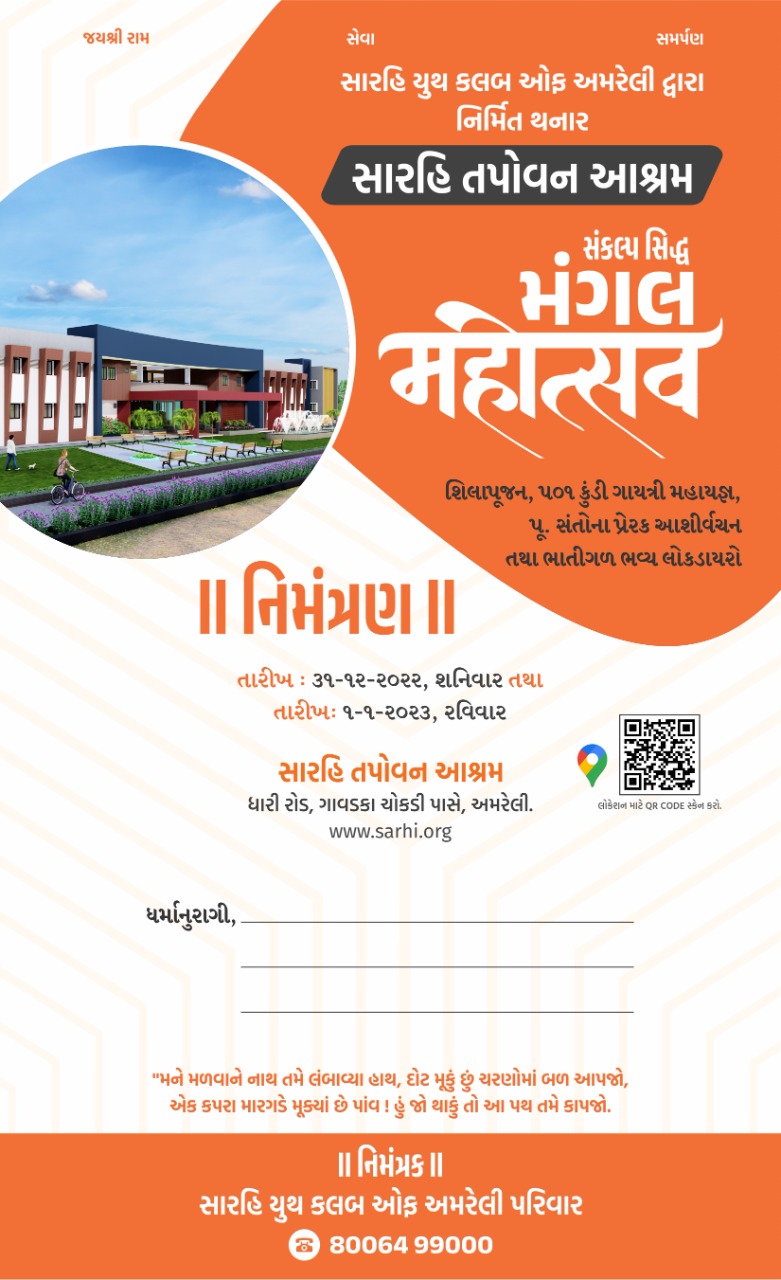 જયશ્રી રામ
સેવા
સમર્પણ
સારહિ યુથ કલબ ઓફ અમરેલી દ્વારા
નિર્મિત થનાર
સારહિ તપોવન આશ્રમ
સંકલ્પ સિદ્ધ
મંગલ
મહોત્સવ
શિલાપૂજન, ૫૦૧ કુંડી ગાયત્રી મહાયજ્ઞ,
પૂ. સંતોના પ્રેરક આશીર્વચન
તથા ભાતીગળ ભવ્ય લોકડાયરો
॥ નિમંત્રણ ॥
તારીખ : ૩૧-૧૨-૨૦૨૨, શનિવાર તથા
તારીખઃ ૧-૧-૨૦૨૩, રવિવાર
સારહિ તપોવન આશ્રમ
ધારી રોડ, ગાવડકા ચોકડી પાસે, અમરેલી.
www.sarhi.org
લોકેશન માટે QR CODE સ્કેન કરો.
ધર્માનુરાગી,
"મને મળવાને નાથ તમે લંબાવ્યા હાથ, દોટ મૂકું છું ચરણોમાં બળ આપજો,
એક કપરા મારગડે મૂક્યાં છે પાંવ ! હું જો થાકું તો આ પથ તમે કાપજો.
॥ નિમંત્રક ॥
સારહિ યુથ કલબ ઓફ અમરેલી પરિવાર
80064 99000